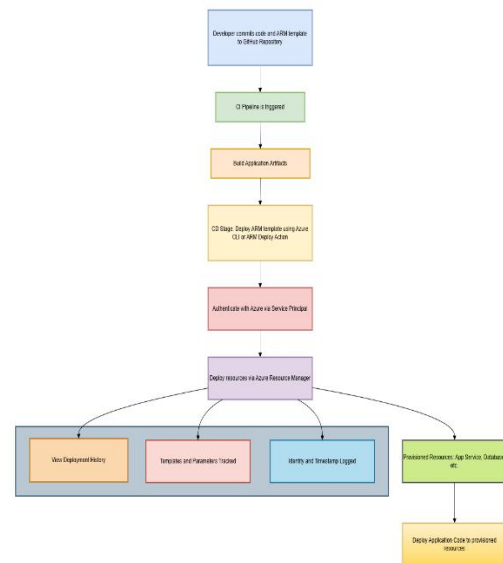 Developer commits code and ARM template
to GitHub Repository
CI Pipeline is triggered
Build Application Artifacts
CD Stage: Deploy ARM template using Azure
CLI or ARM Deploy Action
Authenticate with Azure via Service Principal
Deploy resources via Azure Resource Manager
View Deployment History
Templates and Parameters Tracked
Identity and Timestamp Logged
Provisioned Resources: App Service, Database,
etc.
Deploy Application Code to provisioned
resources